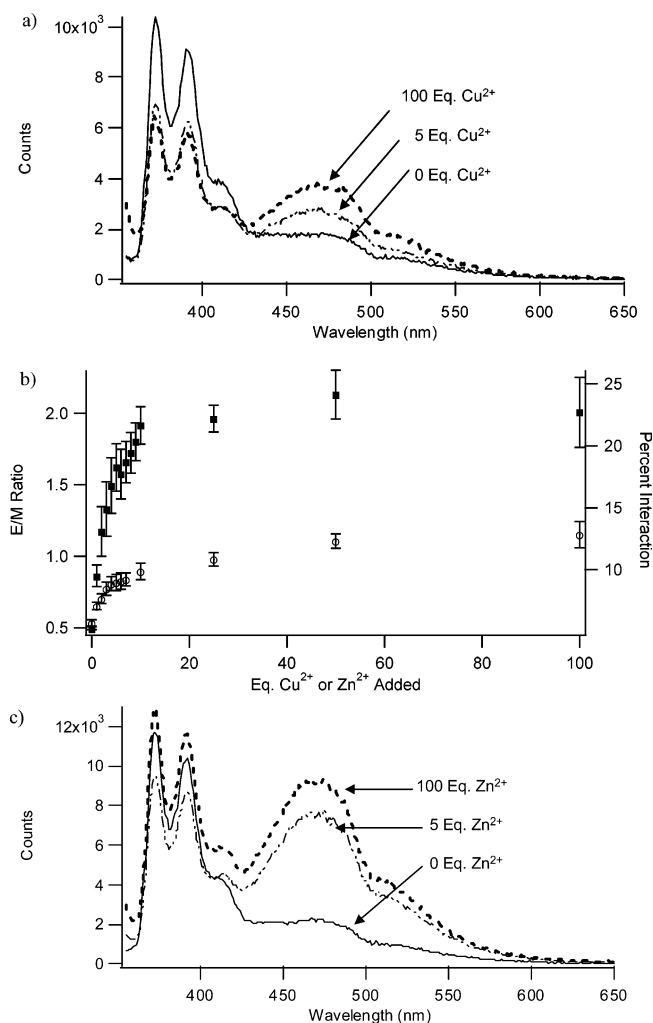 a)
10x10³
8
6
4
2
0
Counts
100 Eq. Cu²⁺
5 Eq. Cu²⁺
0 Eq. Cu²⁺
400
450
500
550
600
650
Wavelength (nm)
b)
2.0
1.5
1.0
0.5
E/M Ratio
25
20
15
10
Percent Interaction
0
20
40
60
80
100
Eq. Cu²⁺ or Zn²⁺ Added
c)
12x10³
10
8
6
4
2
0
Counts
100 Eq. Zn²⁺
5 Eq. Zn²⁺
0 Eq. Zn²⁺
400
450
500
550
600
650
Wavelength (nm)